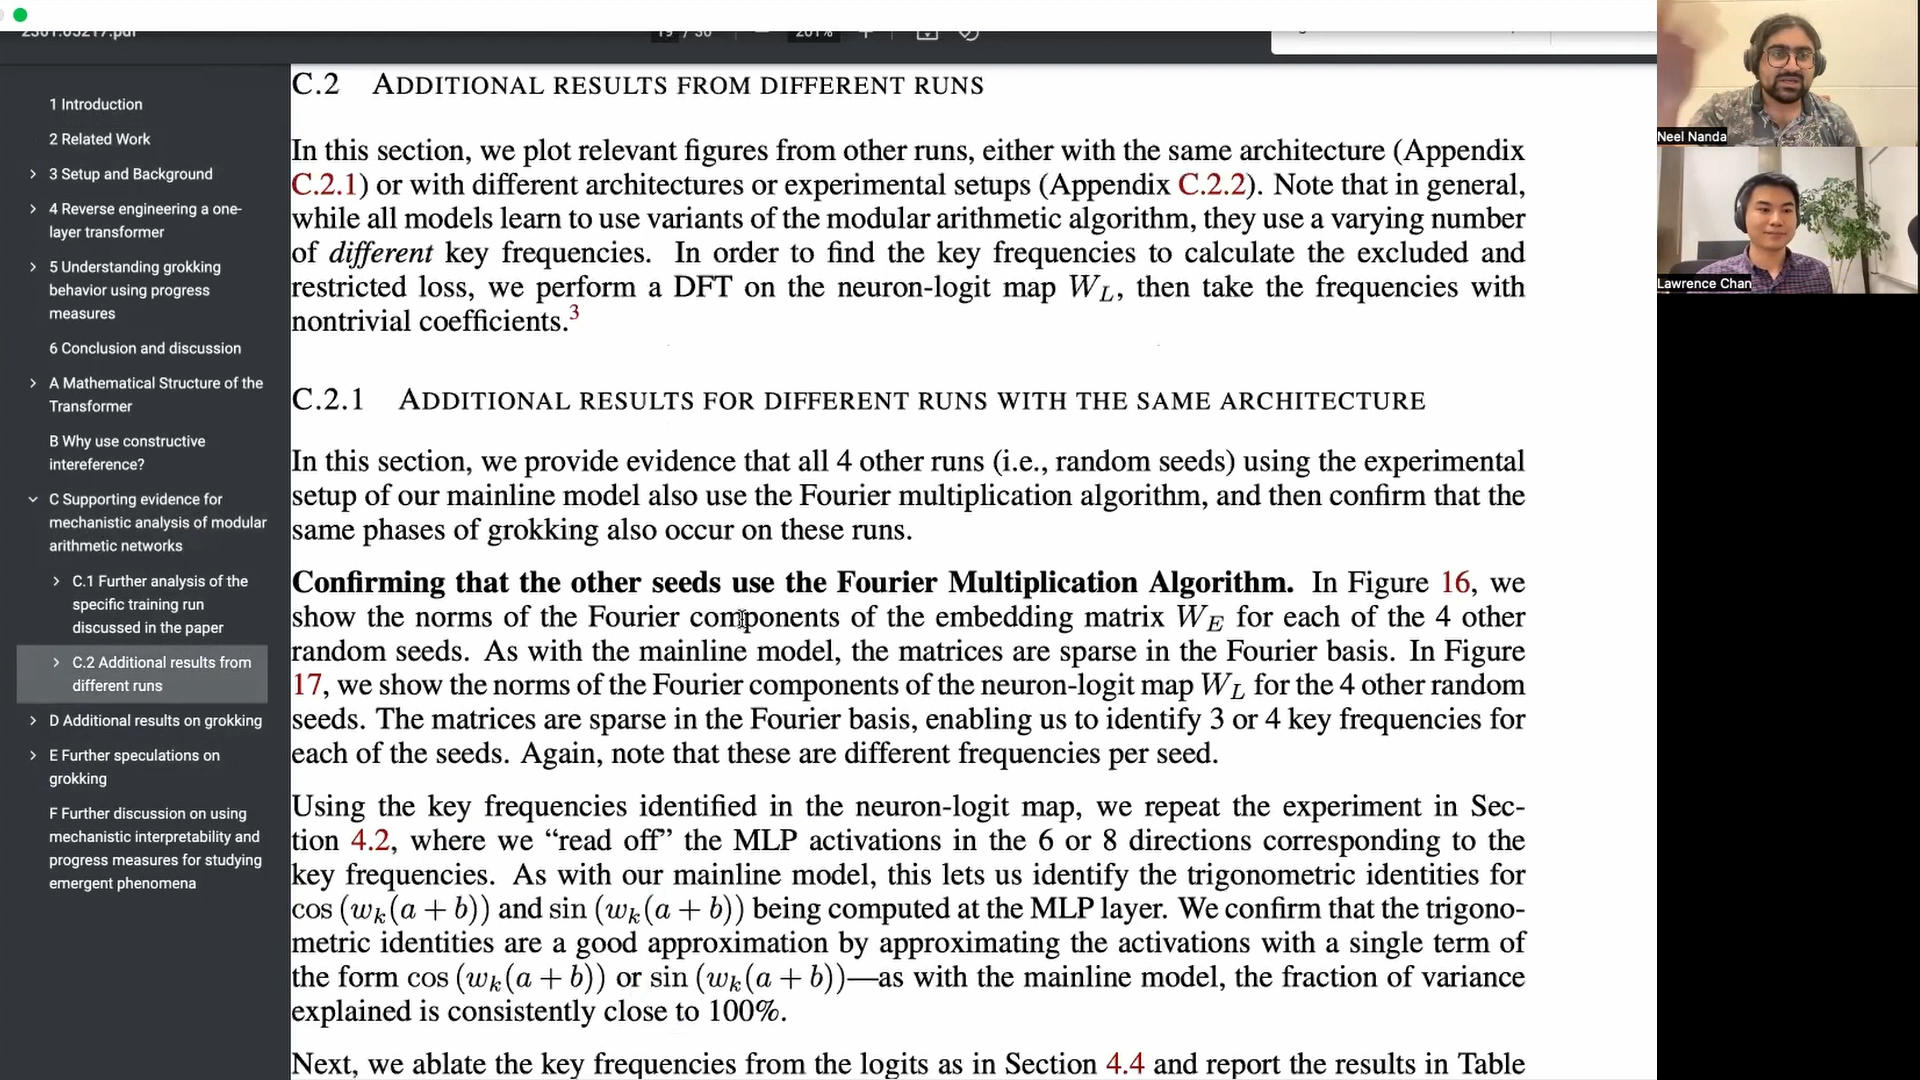 2301.05217.pdf
19 / 36
201%
1 Introduction
2 Related Work
3 Setup and Background
4 Reverse engineering a one-
layer transformer
5 Understanding grokking
behavior using progress
measures
6 Conclusion and discussion
A Mathematical Structure of the
Transformer
B Why use constructive
intereference?
C Supporting evidence for
mechanistic analysis of modular
arithmetic networks
C.1 Further analysis of the
specific training run
discussed in the paper
C.2 Additional results from
different runs
D Additional results on grokking
E Further speculations on
grokking
F Further discussion on using
mechanistic interpretability and
progress measures for studying
emergent phenomena
C.2 ADDITIONAL RESULTS FROM DIFFERENT RUNS
In this section, we plot relevant figures from other runs, either with the same architecture (Appendix
C.2.1) or with different architectures or experimental setups (Appendix C.2.2). Note that in general,
while all models learn to use variants of the modular arithmetic algorithm, they use a varying number
of different key frequencies. In order to find the key frequencies to calculate the excluded and
restricted loss, we perform a DFT on the neuron-logit map W_L, then take the frequencies with
nontrivial coefficients.³
C.2.1 ADDITIONAL RESULTS FOR DIFFERENT RUNS WITH THE SAME ARCHITECTURE
In this section, we provide evidence that all 4 other runs (i.e., random seeds) using the experimental
setup of our mainline model also use the Fourier multiplication algorithm, and then confirm that the
same phases of grokking also occur on these runs.
Confirming that the other seeds use the Fourier Multiplication Algorithm. In Figure 16, we
show the norms of the Fourier components of the embedding matrix W_E for each of the 4 other
random seeds. As with the mainline model, the matrices are sparse in the Fourier basis. In Figure
17, we show the norms of the Fourier components of the neuron-logit map W_L for the 4 other random
seeds. The matrices are sparse in the Fourier basis, enabling us to identify 3 or 4 key frequencies for
each of the seeds. Again, note that these are different frequencies per seed.
Using the key frequencies identified in the neuron-logit map, we repeat the experiment in Sec-
tion 4.2, where we “read off” the MLP activations in the 6 or 8 directions corresponding to the
key frequencies. As with our mainline model, this lets us identify the trigonometric identities for
cos (w_k(a + b)) and sin (w_k(a + b)) being computed at the MLP layer. We confirm that the trigono-
metric identities are a good approximation by approximating the activations with a single term of
the form cos (w_k(a + b)) or sin (w_k(a + b))—as with the mainline model, the fraction of variance
explained is consistently close to 100%.
Next, we ablate the key frequencies from the logits as in Section 4.4 and report the results in Table
Neel Nanda
Lawrence Chan